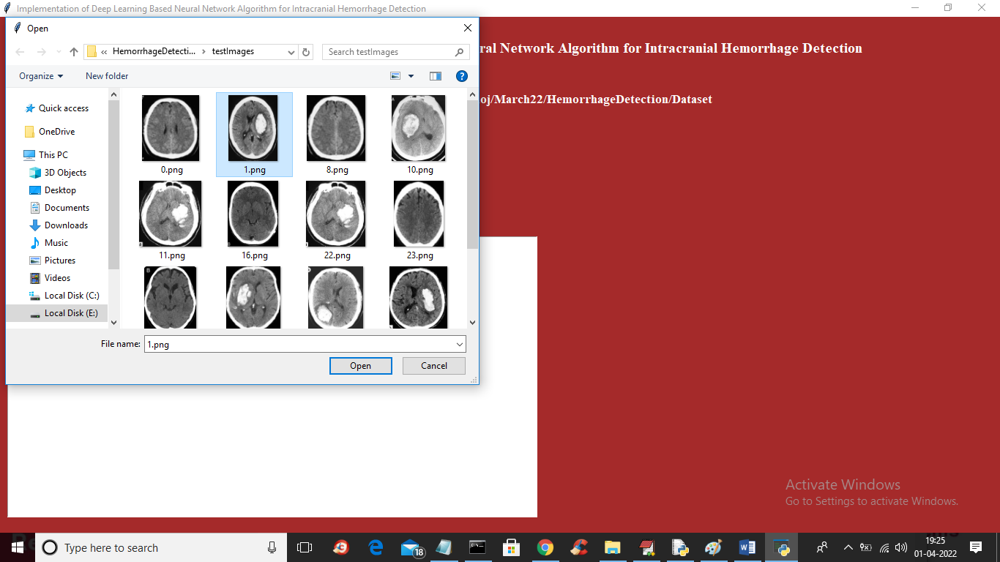 Implementation of Deep Learning Based Neural Network Algorithm for Intracranial Hemorrhage Detection
Open
ral Network Algorithm for Intracranial Hemorrhage Detection
« HemorrhageDetecti... › testImages
Search testImages
Organize
New folder
oj/March22/HemorrhageDetection/Dataset
Quick access
OneDrive
This PC
3D Objects
Desktop
Documents
Downloads
Music
Pictures
Videos
Local Disk (C:)
Local Disk (E:)
0.png
1.png
8.png
10.png
11.png
16.png
22.png
23.png
File name:
1.png
Open
Cancel
Activate Windows
Go to Settings to activate Windows.
Type here to search
18
19:25
01-04-2022